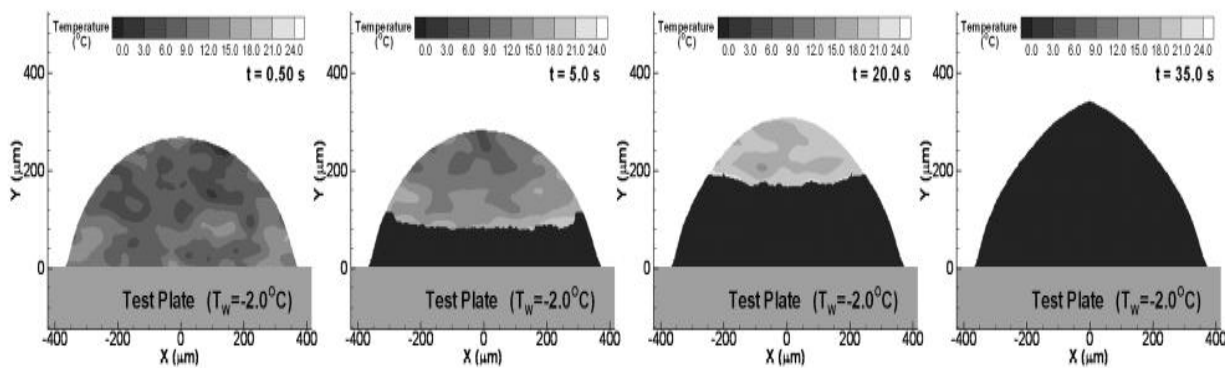 Temperature
(°C)
0.0 3.0 6.0 9.0 12.0 15.0 18.0 21.0 24.0
t = 0.50 s
400
200
0
Y (μm)
Test Plate (Tw=-2.0°C)
-400 -200 0 200 400
X (μm)
Temperature
(°C)
0.0 3.0 6.0 9.0 12.0 15.0 18.0 21.0 24.0
t = 5.0 s
400
200
0
Y (μm)
Test Plate (Tw=-2.0°C)
-400 -200 0 200 400
X (μm)
Temperature
(°C)
0.0 3.0 6.0 9.0 12.0 15.0 18.0 21.0 24.0
t = 20.0 s
400
200
0
Y (μm)
Test Plate (Tw=-2.0°C)
-400 -200 0 200 400
X (μm)
Temperature
(°C)
0.0 3.0 6.0 9.0 12.0 15.0 18.0 21.0 24.0
t = 35.0 s
400
200
0
Y (μm)
Test Plate (Tw=-2.0°C)
-400 -200 0 200 400
X (μm)